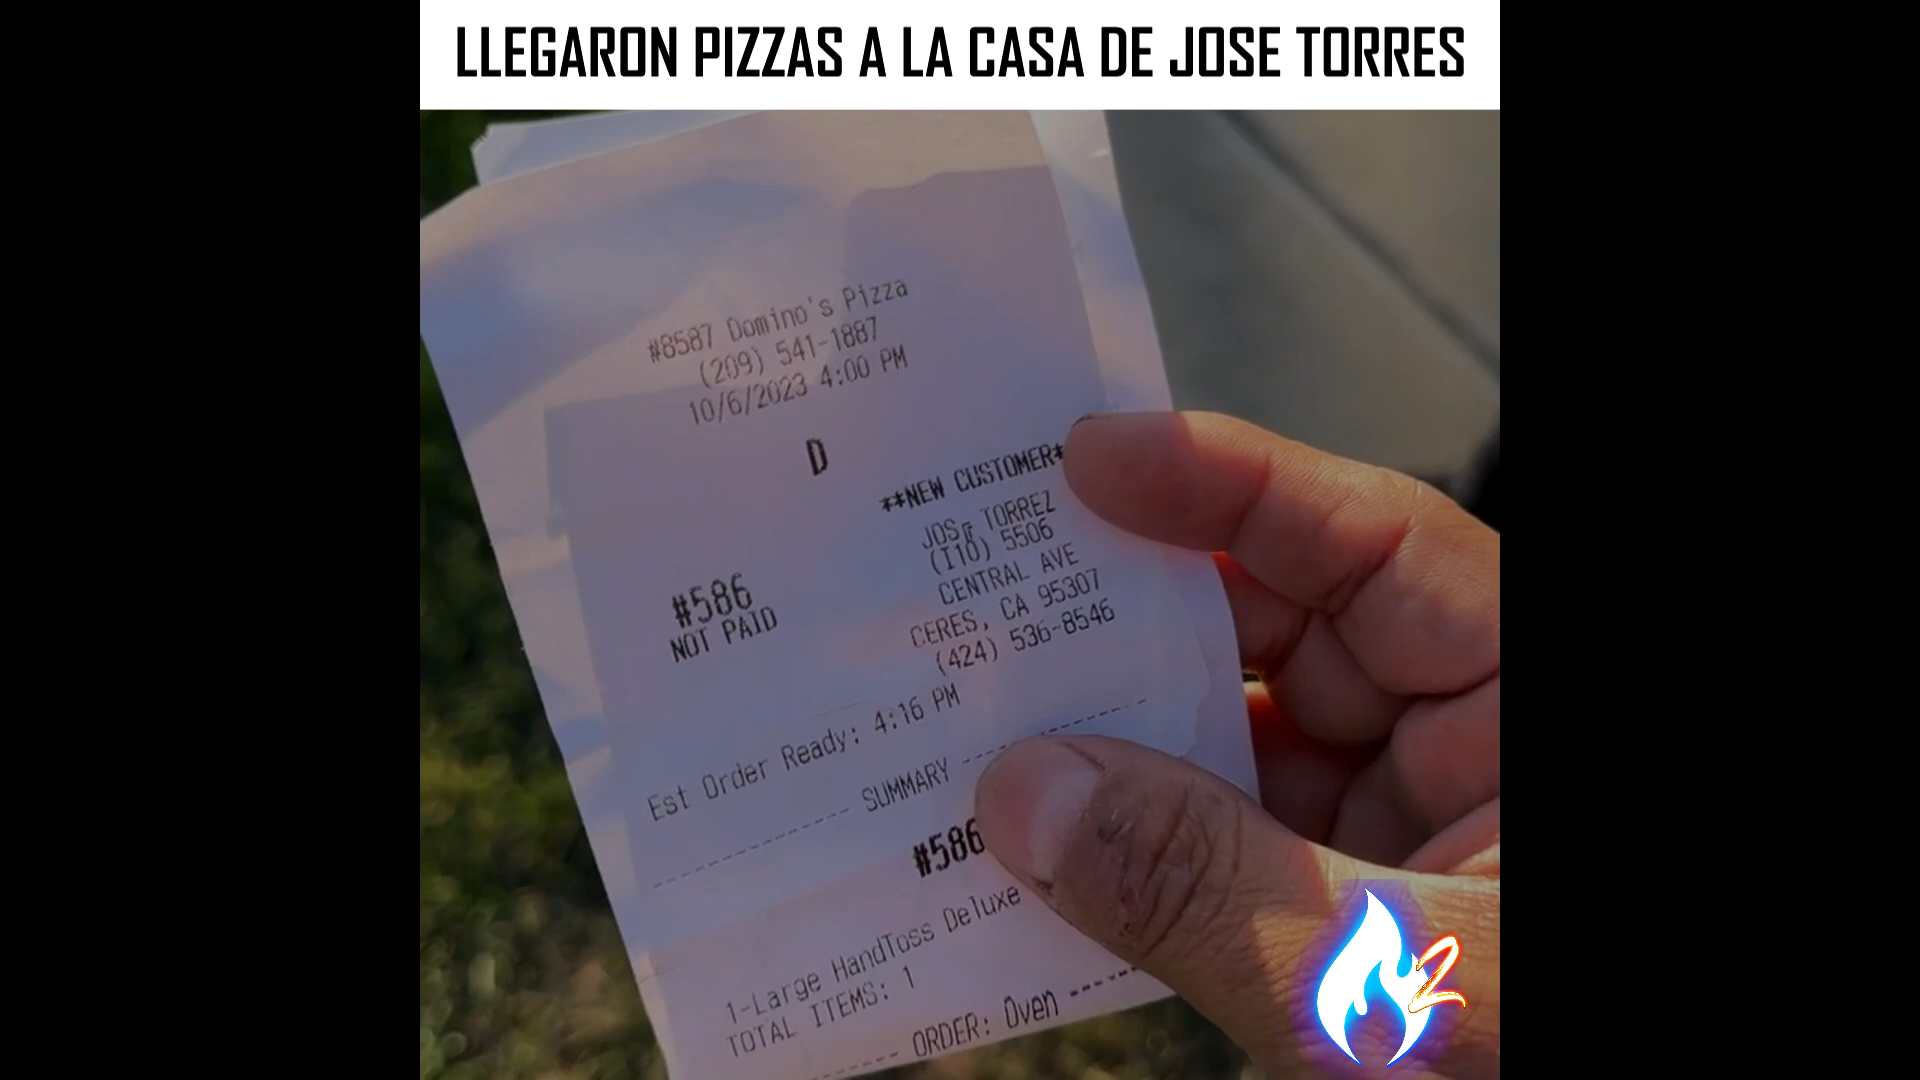 LLEGARON PIZZAS A LA CASA DE JOSE TORRES
#8587 Domino's Pizza
(209) 541-1887
10/6/2023 4:00 PM
D
**NEW CUSTOMER*
JOSE TORREZ
(I10) 5506
CENTRAL AVE
CERES, CA 95307
(424) 536-8546
#586
NOT PAID
Est Order Ready: 4:16 PM
SUMMARY
#586
1-Large HandToss Deluxe
TOTAL ITEMS: 1
ORDER: Oven
2